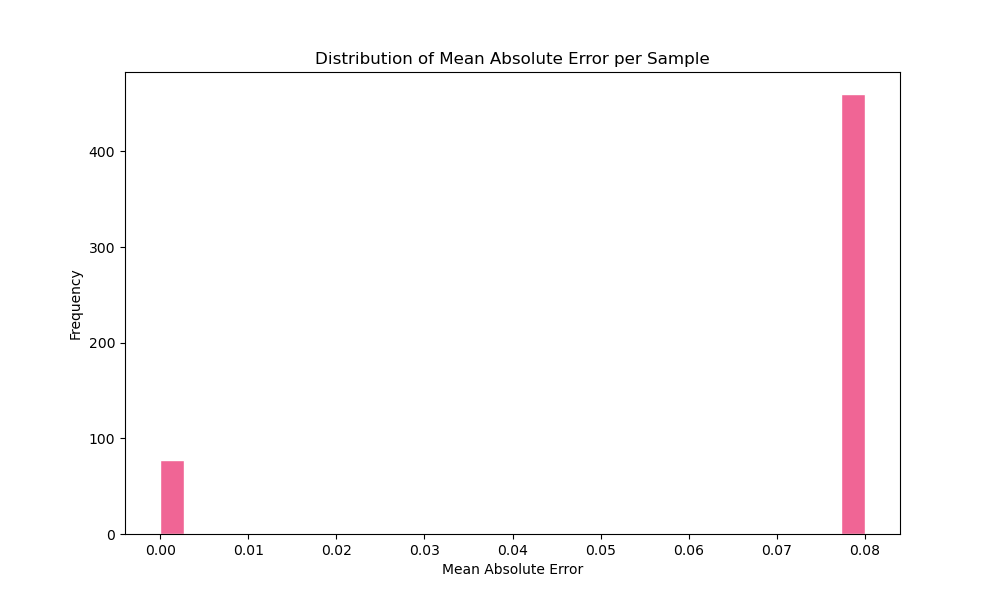 Distribution of Mean Absolute Error per Sample
400
300
200
100
0
Frequency
0.00 0.01 0.02 0.03 0.04 0.05 0.06 0.07 0.08
Mean Absolute Error